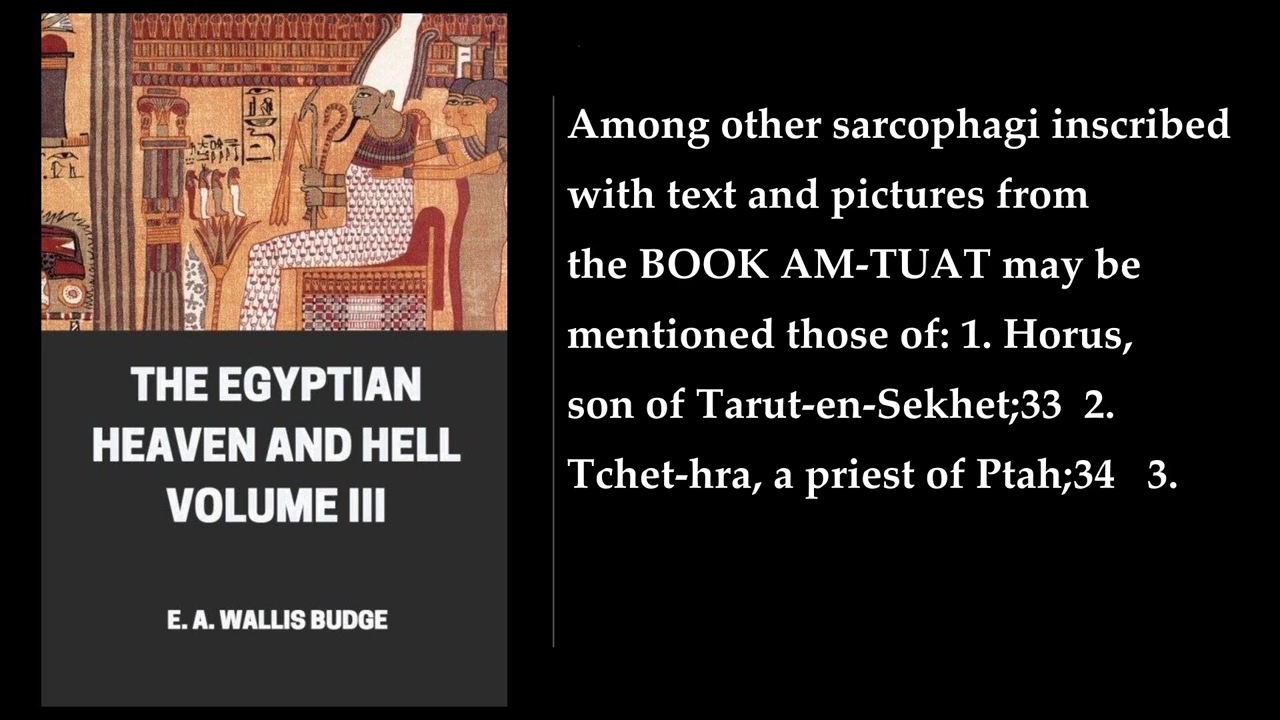 THE EGYPTIAN
HEAVEN AND HELL
VOLUME III
E. A. WALLIS BUDGE
Among other sarcophagi inscribed
with text and pictures from
the BOOK AM-TUAT may be
mentioned those of: 1. Horus,
son of Tarut-en-Sekhet;33 2.
Tchet-hra, a priest of Ptah;34 3.